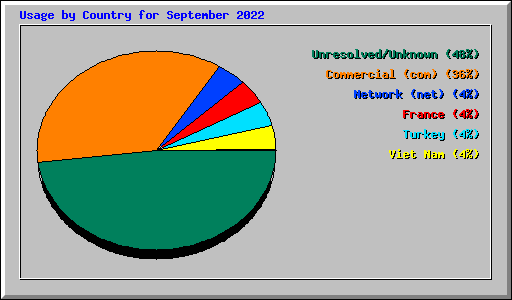 Usage by Country for September 2022
Unresolved/Unknown (48%)
Commercial (com) (36%)
Network (net) (4%)
France (4%)
Turkey (4%)
Viet Nam (4%)